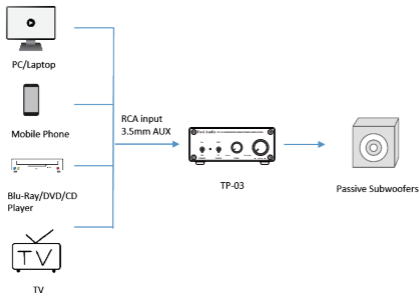 PC/Laptop
Mobile Phone
RCA input
3.5mm AUX
TP-03
Passive Subwoofers
Blu-Ray/DVD/CD
Player
TV
TV